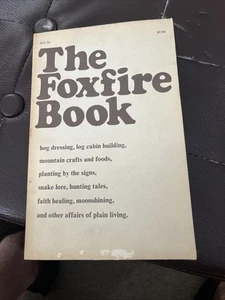 The
Foxfire
Book
hog dressing, log cabin building,
mountain crafts and foods,
planting by the signs,
snake lore, hunting tales,
faith healing, moonshining,
and other affairs of plain living.